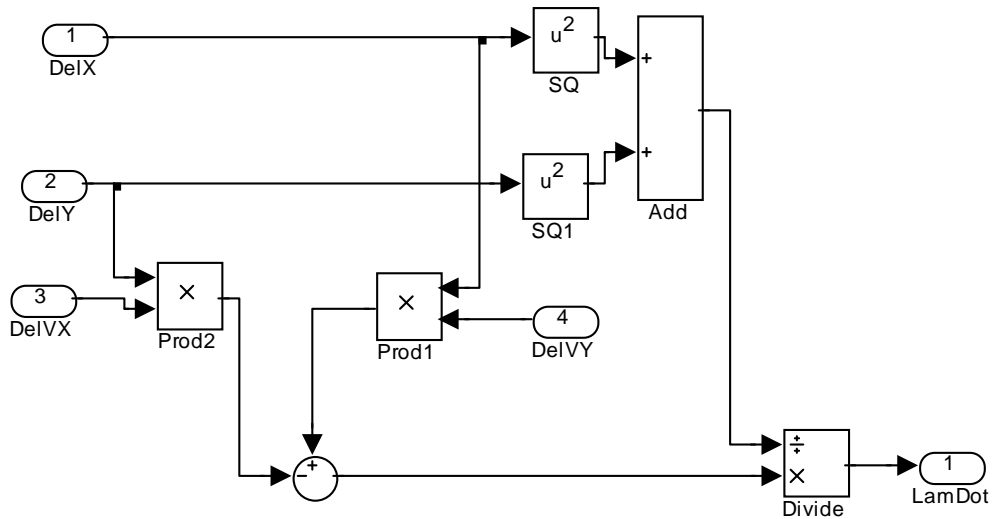 1
DelX
u²
SQ
+
+
Add
2
DelY
u²
SQ1
3
DelVX
×
Prod2
×
Prod1
4
DelVY
+
−
÷
×
Divide
1
LamDot